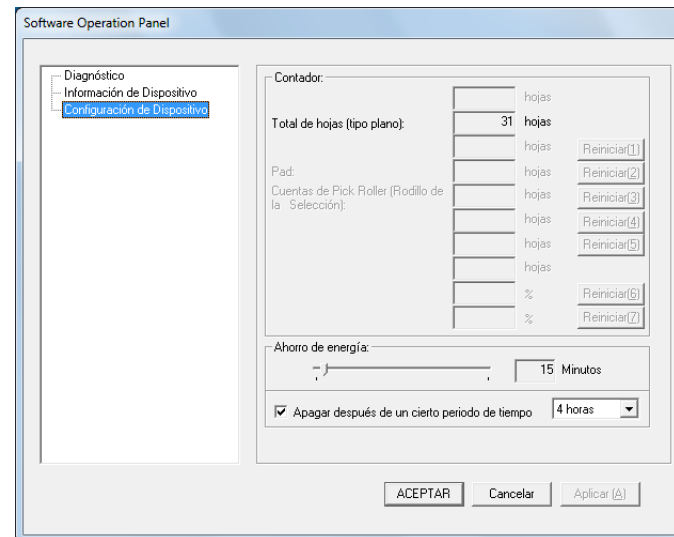 Software Operation Panel
Diagnóstico
Información de Dispositivo
Configuración de Dispositivo
Contador:
hojas
Total de hojas (tipo plano): 31 hojas
hojas Reiniciar(1)
Pad: hojas Reiniciar(2)
Cuentas de Pick Roller (Rodillo de hojas Reiniciar(3)
la Selección):
hojas Reiniciar(4)
hojas Reiniciar(5)
hojas
% Reiniciar(6)
% Reiniciar(7)
Ahorro de energía:
15 Minutos
Apagar después de un cierto periodo de tiempo 4 horas
ACEPTAR Cancelar Aplicar (A)